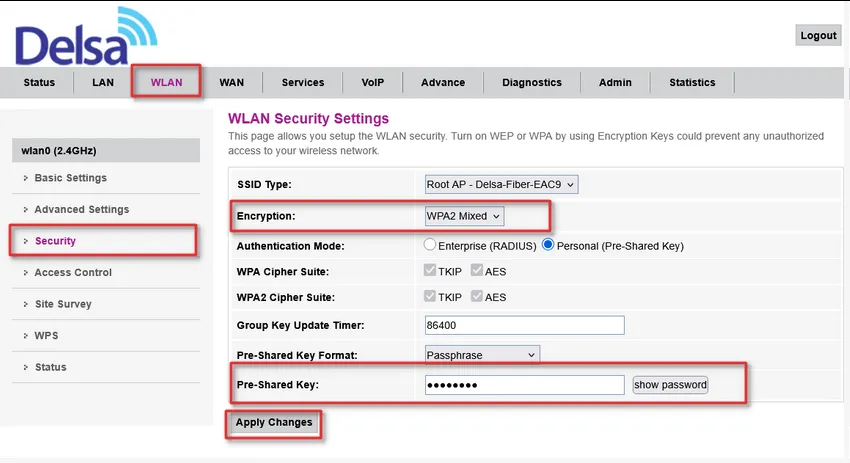 Delsa
Logout
Status LAN WLAN WAN Services VoIP Advance Diagnostics Admin Statistics
WLAN Security Settings
This page allows you setup the WLAN security. Turn on WEP or WPA by using Encryption Keys could prevent any unauthorized
access to your wireless network.
wlan0 (2.4GHz)
Basic Settings
Advanced Settings
Security
Access Control
Site Survey
WPS
Status
SSID Type: Root AP - Delsa-Fiber-EAC9
Encryption: WPA2 Mixed
Authentication Mode: Enterprise (RADIUS) Personal (Pre-Shared Key)
WPA Cipher Suite: TKIP AES
WPA2 Cipher Suite: TKIP AES
Group Key Update Timer: 86400
Pre-Shared Key Format: Passphrase
Pre-Shared Key: ●●●●●●●● show password
Apply Changes